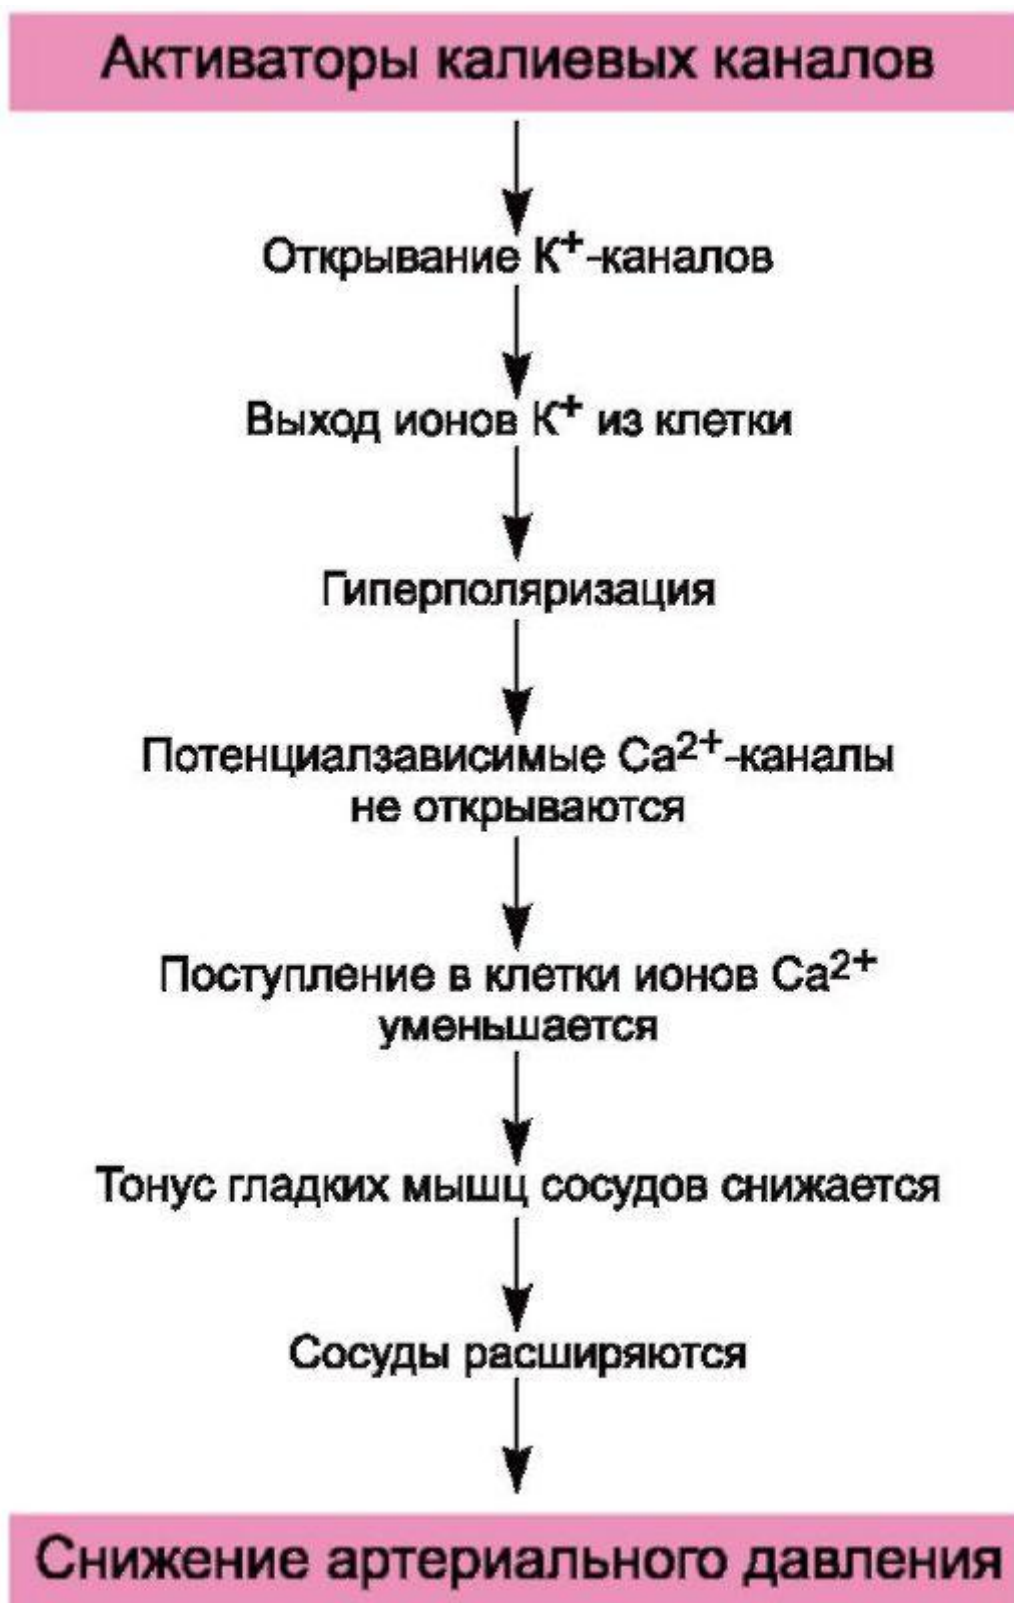 Активаторы калиевых каналов
Открывание K⁺-каналов
Выход ионов K⁺ из клетки
Гиперполяризация
Потенциалзависимые Ca²⁺-каналы
не открываются
Поступление в клетки ионов Ca²⁺
уменьшается
Тонус гладких мышц сосудов снижается
Сосуды расширяются
Снижение артериального давления